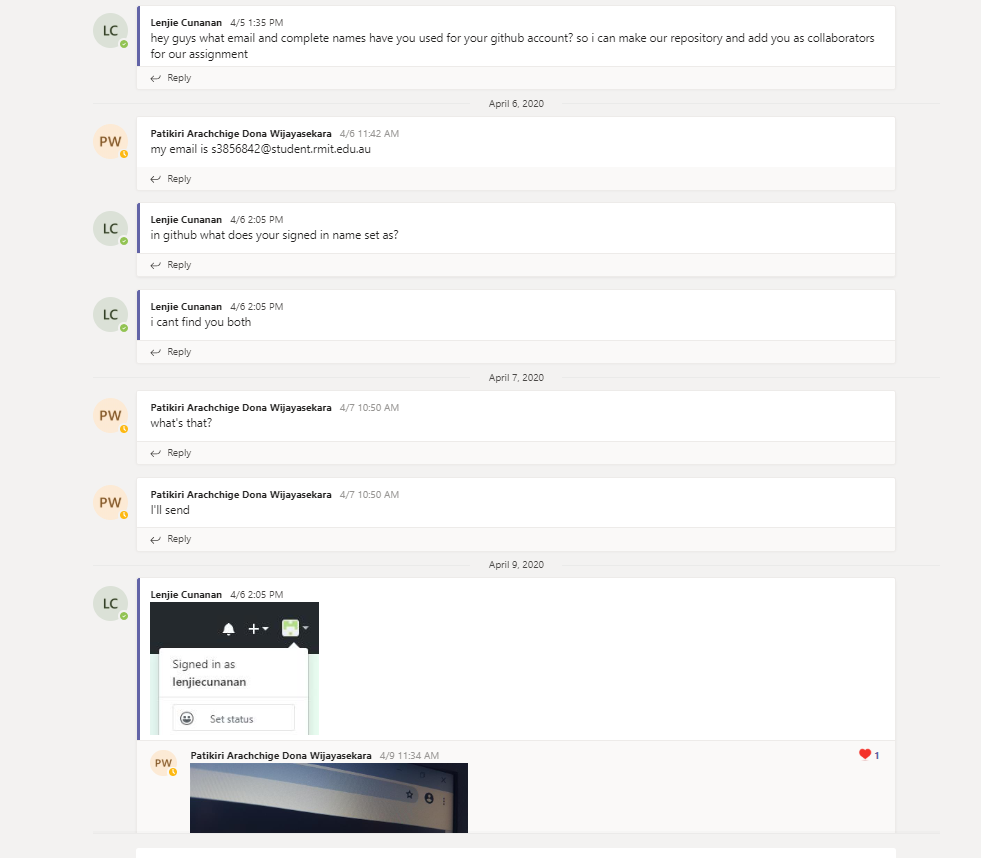 LC
Lenjie Cunanan 4/5 1:35 PM
hey guys what email and complete names have you used for your github account? so i can make our repository and add you as collaborators
for our assignment
Reply
April 6, 2020
PW
Patikiri Arachchige Dona Wijayasekara 4/6 11:42 AM
my email is s3856842@student.rmit.edu.au
Reply
LC
Lenjie Cunanan 4/6 2:05 PM
in github what does your signed in name set as?
Reply
LC
Lenjie Cunanan 4/6 2:05 PM
i cant find you both
Reply
April 7, 2020
PW
Patikiri Arachchige Dona Wijayasekara 4/7 10:50 AM
what's that?
Reply
PW
Patikiri Arachchige Dona Wijayasekara 4/7 10:50 AM
I'll send
Reply
April 9, 2020
LC
Lenjie Cunanan 4/6 2:05 PM
Signed in as
lenjiecunanan
Set status
PW
Patikiri Arachchige Dona Wijayasekara 4/9 11:34 AM
1